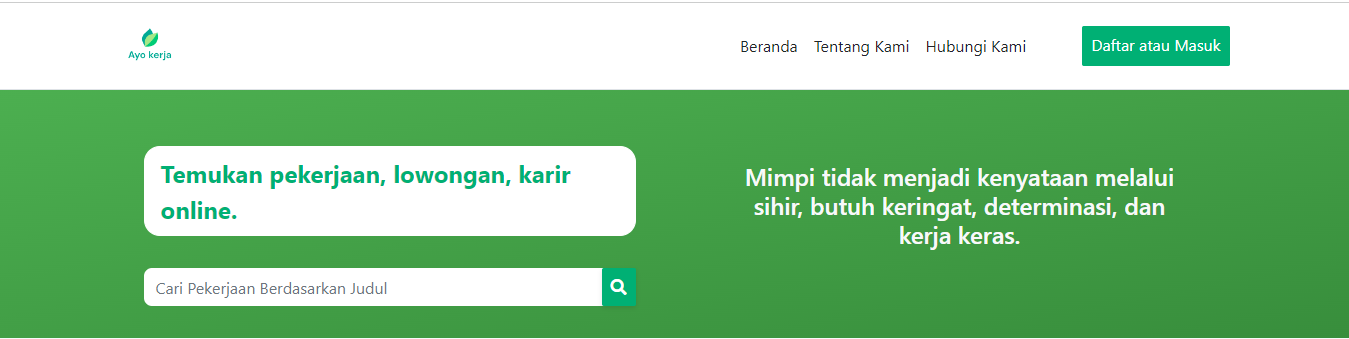 Ayo kerja
Beranda Tentang Kami Hubungi Kami Daftar atau Masuk
Temukan pekerjaan, lowongan, karir
online.
Cari Pekerjaan Berdasarkan Judul
Mimpi tidak menjadi kenyataan melalui
sihir, butuh keringat, determinasi, dan
kerja keras.